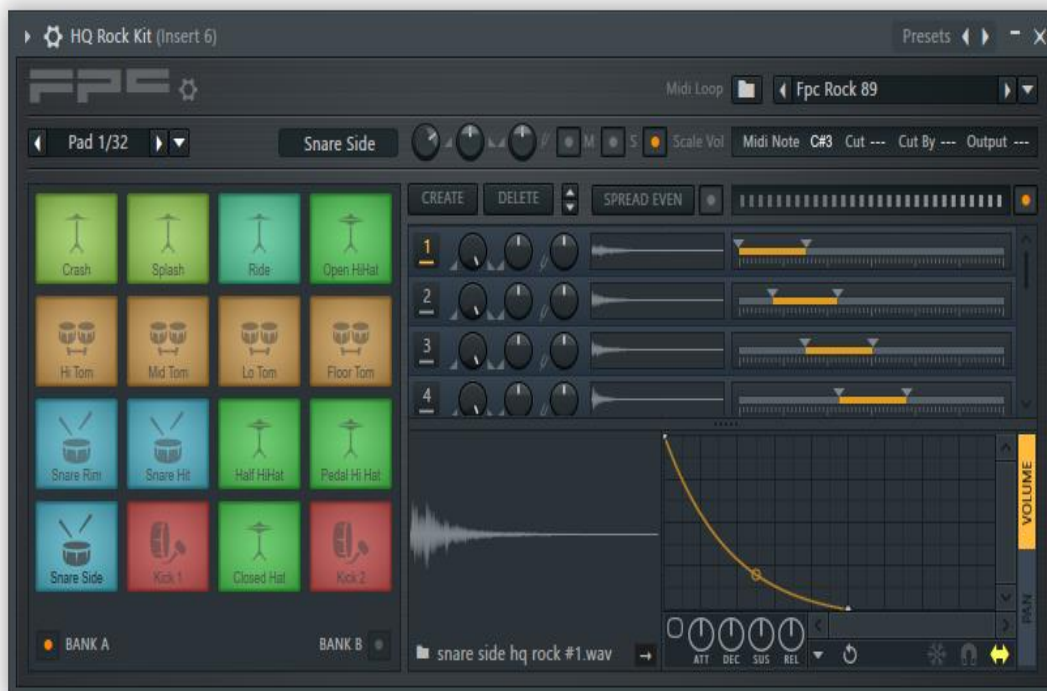 HQ Rock Kit (Insert 6) Presets
FPC Midi Loop Fpc Rock 89
Pad 1/32 Snare Side M S Scale Vol Midi Note C#3 Cut --- Cut By --- Output ---
CREATE DELETE SPREAD EVEN
Crash Splash Ride Open HiHat
Hi Tom Mid Tom Lo Tom Floor Tom
Snare Rim Snare Hit Half HiHat Pedal Hi Hat
Snare Side Kick 1 Closed Hat Kick 2
BANK A BANK B
1
2
3
4
VOLUME
PAN
ATT DEC SUS REL
snare side hq rock #1.wav